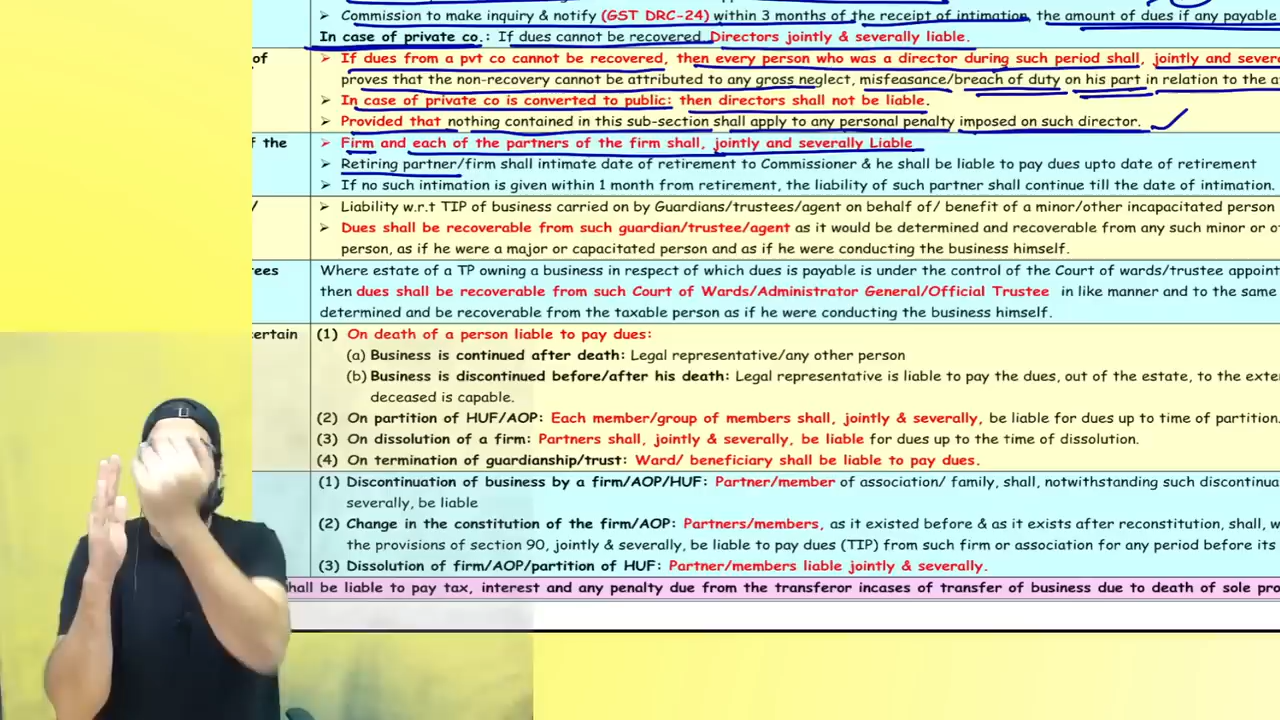 Commission to make inquiry & notify (GST DRC-24) within 3 months of the receipt of intimation, the amount of dues if any payable
In case of private co.: If dues cannot be recovered Directors jointly & severally liable.
of
If dues from a pvt co cannot be recovered, then every person who was a director during such period shall, jointly and
proves that the non-recovery cannot be attributed to any gross neglect, misfeasance/breach of duty on his part in relation to the
In case of private co is converted to public: then directors shall not be liable.
Provided that nothing contained in this sub-section shall apply to any personal penalty imposed on such director.
the
Firm and each of the partners of the firm shall, jointly and severally Liable
Retiring partner/firm shall intimate date of retirement to Commissioner & he shall be liable to pay dues upto date of retirement
If no such intimation is given within 1 month from retirement, the liability of such partner shall continue till the date of intimation.
/
Liability w.r.t TIP of business carried on by Guardians/trustees/agent on behalf of/ benefit of a minor/other incapacitated person
Dues shall be recoverable from such guardian/trustee/agent as it would be determined and recoverable from any such minor or
person, as if he were a major or capacitated person and as if he were conducting the business himself.
Where estate of a TP owning a business in respect of which dues is payable is under the control of the Court of wards/trustee
then dues shall be recoverable from such Court of Wards/Administrator General/Official Trustee in like manner and to the same
determined and be recoverable from the taxable person as if he were conducting the business himself.
(1) On death of a person liable to pay dues:
(a) Business is continued after death: Legal representative/any other person
(b) Business is discontinued before/after his death: Legal representative is liable to pay the dues, out of the estate, to the
deceased is capable.
(2) On partition of HUF/AOP: Each member/group of members shall, jointly & severally, be liable for dues up to time of partition.
(3) On dissolution of a firm: Partners shall, jointly & severally, be liable for dues up to the time of dissolution.
(4) On termination of guardianship/trust: Ward/ beneficiary shall be liable to pay dues.
(1) Discontinuation of business by a firm/AOP/HUF: Partner/member of association/ family, shall, notwithstanding such
severally, be liable
(2) Change in the constitution of the firm/AOP: Partners/members, as it existed before & as it exists after reconstitution, shall,
the provisions of section 90, jointly & severally, be liable to pay dues (TIP) from such firm or association for any period before its
(3) Dissolution of firm/AOP/partition of HUF: Partner/members liable jointly & severally.
shall be liable to pay tax, interest and any penalty due from the transferor incases of transfer of business due to death of sole